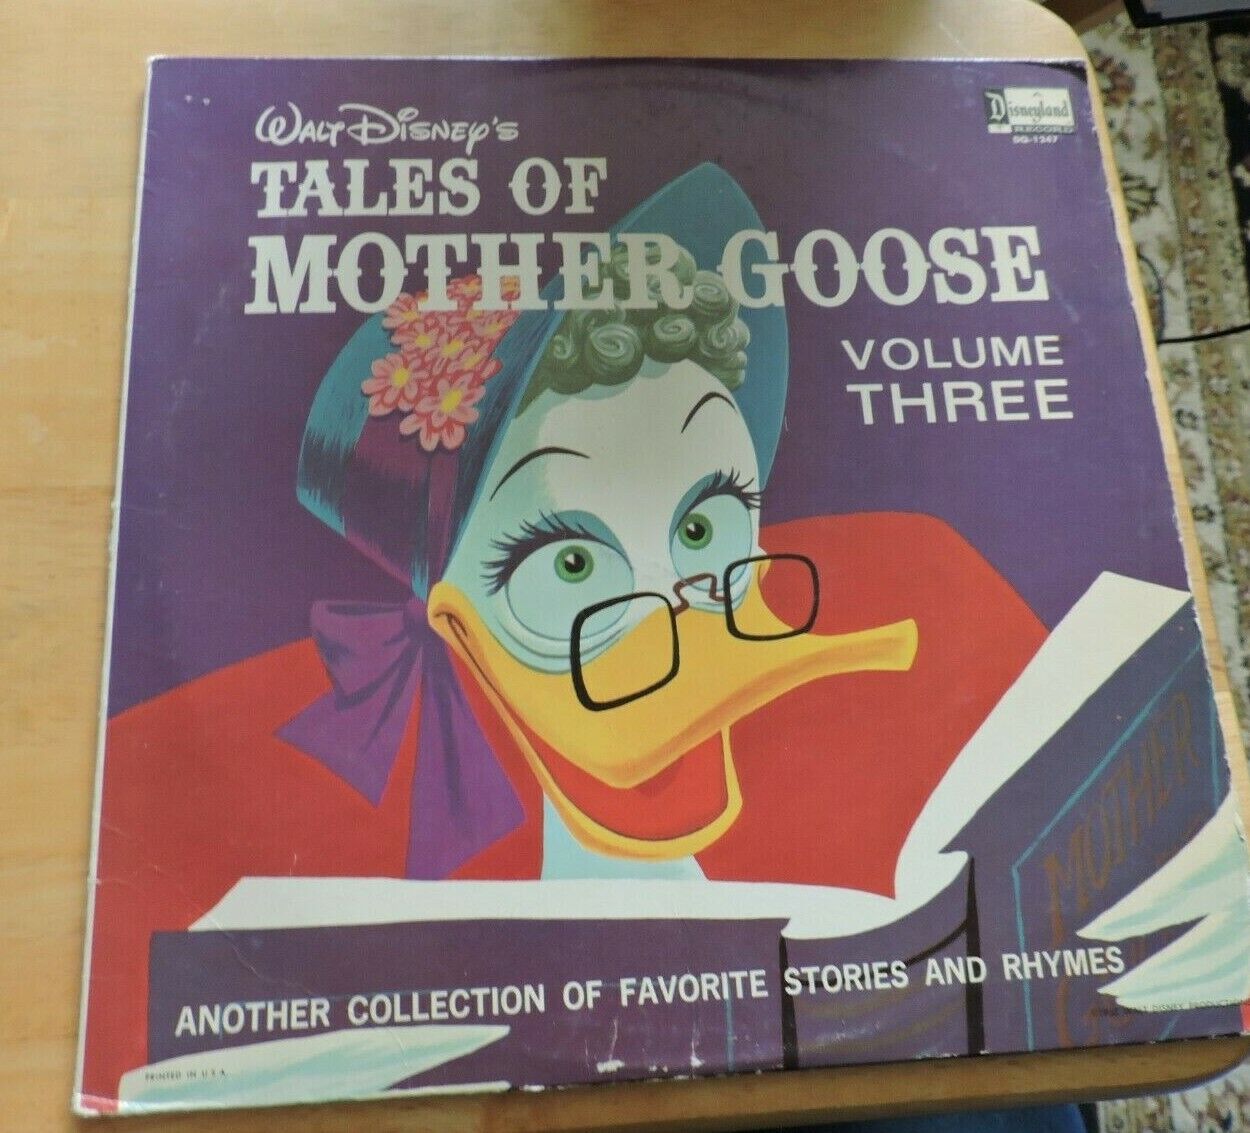 Walt Disney's
TALES OF
MOTHER GOOSE
VOLUME
THREE
Disneyland
RECORD
DQ-1247
MOTHER
ANOTHER COLLECTION OF FAVORITE STORIES AND RHYMES
PRINTED IN U.S.A.